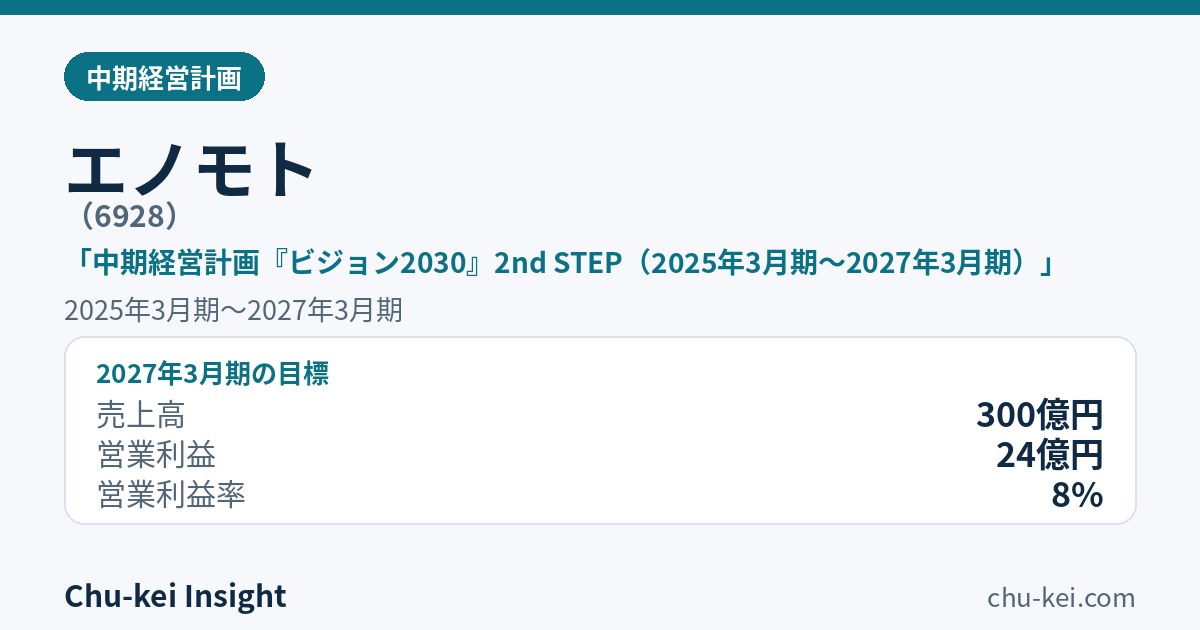 中期経営計画
エノモト
（6928）
「中期経営計画『ビジョン2030』2nd STEP（2025年3月期～2027年3月期）」
2025年3月期～2027年3月期
2027年3月期の目標
売上高 300億円
営業利益 24億円
営業利益率 8%
Chu-kei Insight chu-kei.com